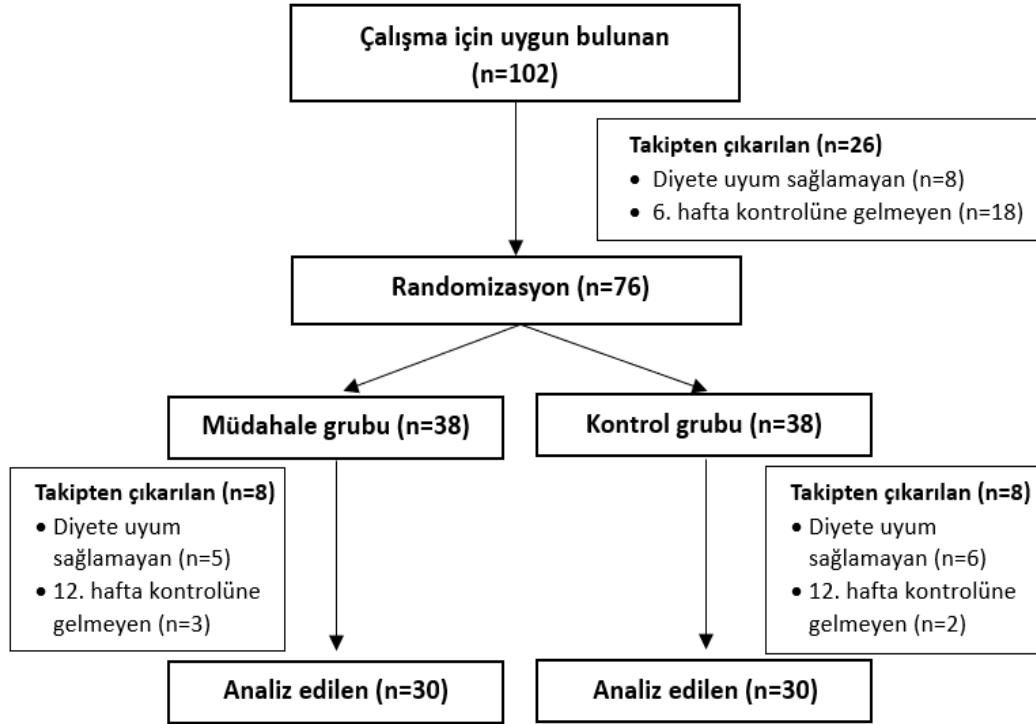 Çalışma için uygun bulunan
(n=102)
Takipten çıkarılan (n=26)
• Diyete uyum sağlamayan (n=8)
• 6. hafta kontrolüne gelmeyen (n=18)
Randomizasyon (n=76)
Müdahale grubu (n=38)
Kontrol grubu (n=38)
Takipten çıkarılan (n=8)
• Diyete uyum
sağlamayan (n=5)
• 12. hafta kontrolüne
gelmeyen (n=3)
Takipten çıkarılan (n=8)
• Diyete uyum
sağlamayan (n=6)
• 12. hafta kontrolüne
gelmeyen (n=2)
Analiz edilen (n=30)
Analiz edilen (n=30)